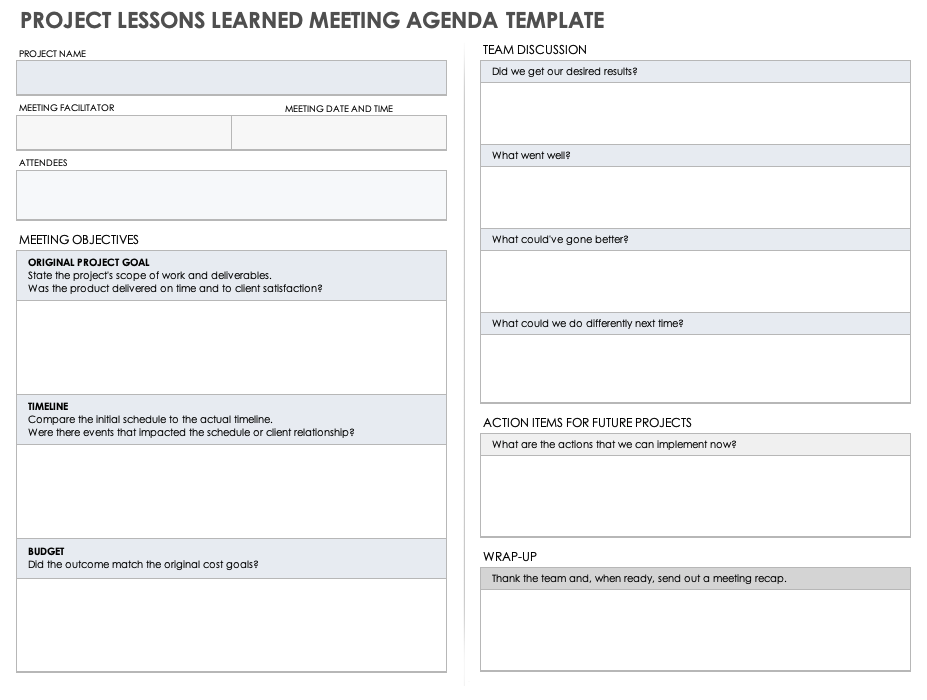 PROJECT LESSONS LEARNED MEETING AGENDA TEMPLATE
PROJECT NAME
MEETING FACILITATOR
MEETING DATE AND TIME
ATTENDEES
MEETING OBJECTIVES
ORIGINAL PROJECT GOAL
State the project's scope of work and deliverables.
Was the product delivered on time and to client satisfaction?
TIMELINE
Compare the initial schedule to the actual timeline.
Were there events that impacted the schedule or client relationship?
BUDGET
Did the outcome match the original cost goals?
TEAM DISCUSSION
Did we get our desired results?
What went well?
What could've gone better?
What could we do differently next time?
ACTION ITEMS FOR FUTURE PROJECTS
What are the actions that we can implement now?
WRAP-UP
Thank the team and, when ready, send out a meeting recap.